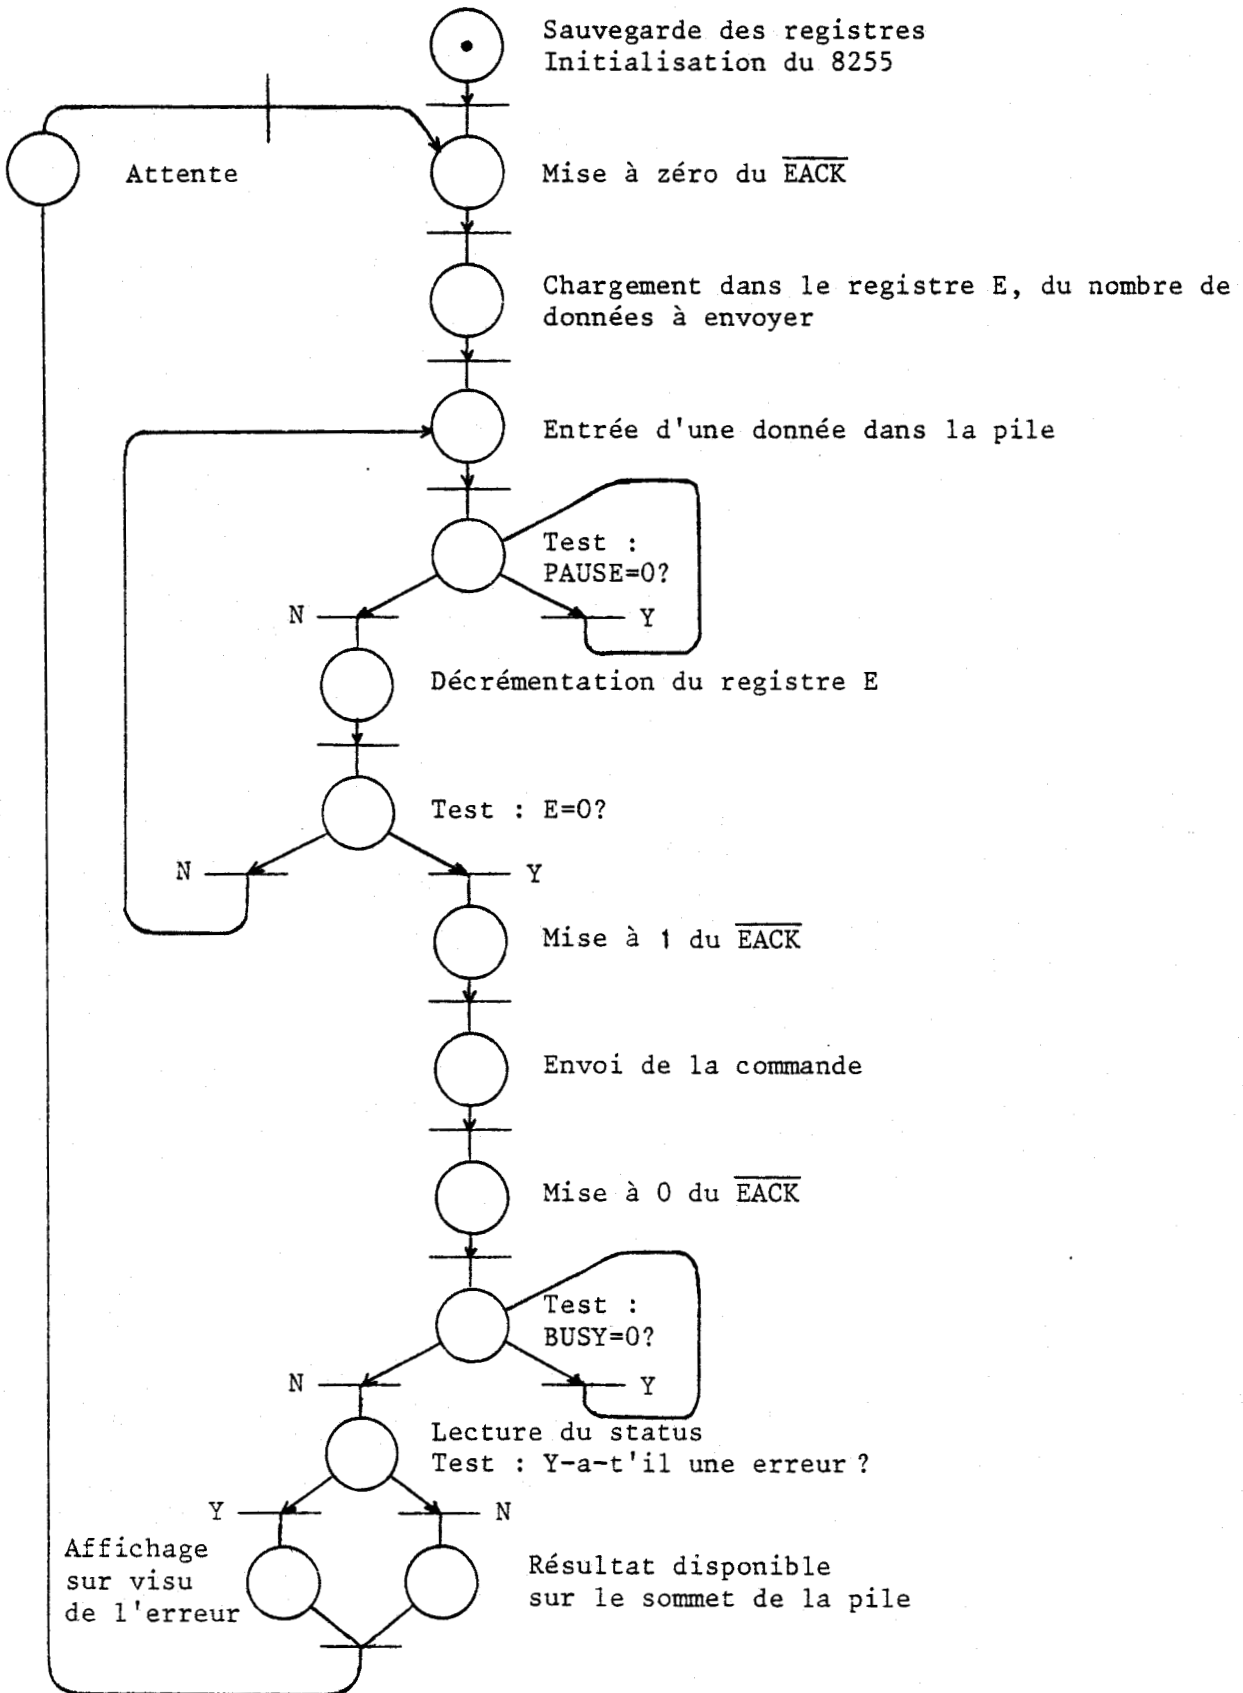 Sauvegarde des registres
Initialisation du 8255
Attente
Mise à zéro du E̅A̅C̅K̅
Chargement dans le registre E, du nombre de
données à envoyer
Entrée d'une donnée dans la pile
Test :
PAUSE=0?
N
Y
Décrémentation du registre E
Test : E=0?
N
Y
Mise à 1 du E̅A̅C̅K̅
Envoi de la commande
Mise à 0 du E̅A̅C̅K̅
Test :
BUSY=0?
N
Y
Lecture du status
Test : Y-a-t'il une erreur ?
Y
N
Affichage
sur visu
de l'erreur
Résultat disponible
sur le sommet de la pile